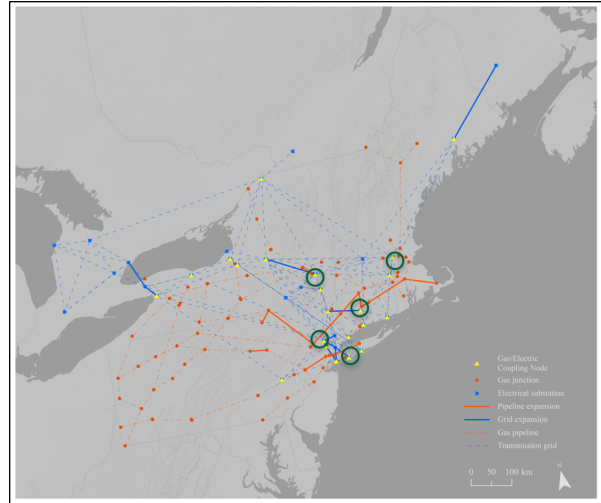 Gas/Electric
Coupling Node
Gas junction
Electrical substation
Pipeline expansion
Grid expansion
Gas pipeline
Transmission grid
0 50 100 km
N